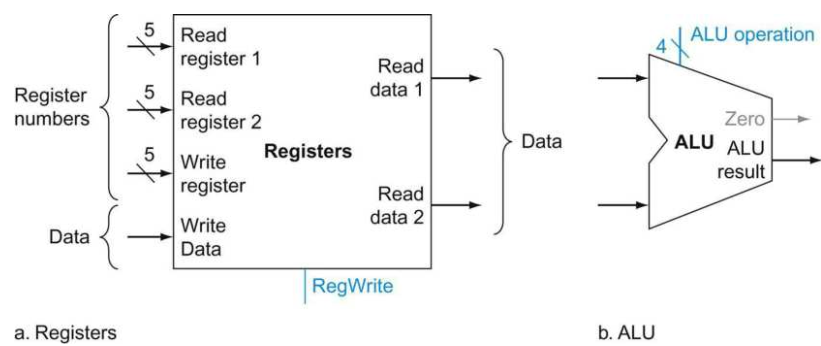 Register
numbers
Data
5
Read
register 1
5
Read
register 2
5
Write
register
Write
Data
Registers
Read
data 1
Read
data 2
Data
RegWrite
a. Registers
4
ALU operation
ALU
Zero
ALU
result
b. ALU